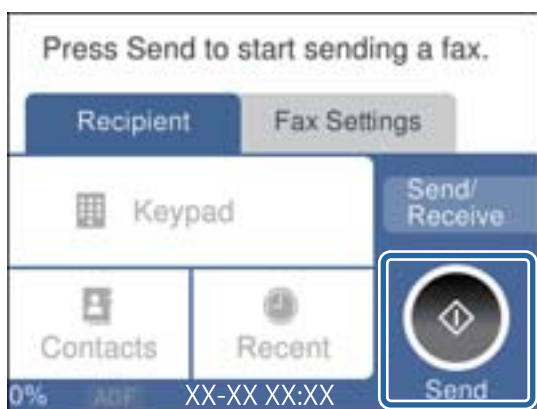 Press Send to start sending a fax.
Recipient
Fax Settings
Keypad
Send/
Receive
Contacts
Recent
0%
ADF
XX-XX XX:XX
Send